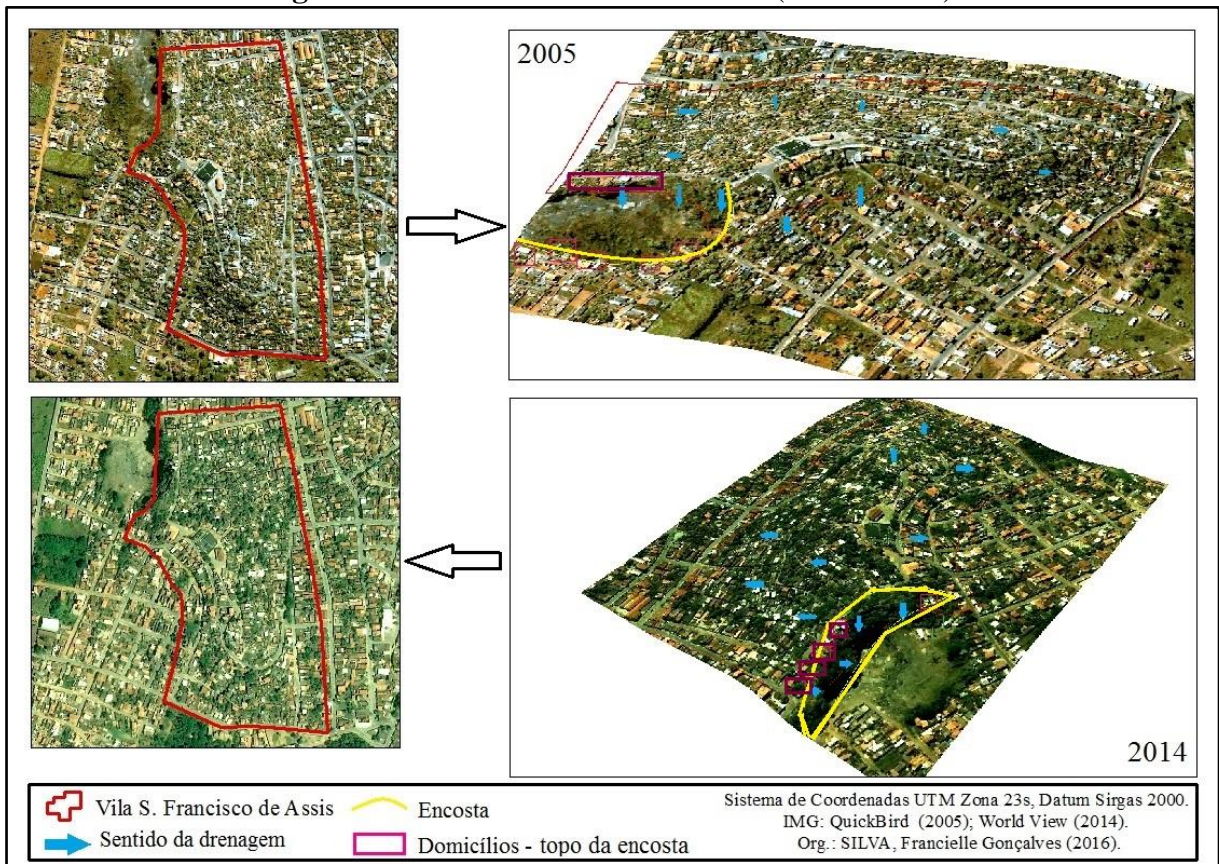 2005
2014
Vila S. Francisco de Assis
Encosta
Sentido da drenagem
Domicílios - topo da encosta
Sistema de Coordenadas UTM Zona 23s, Datum Sirgas 2000.
IMG: QuickBird (2005); World View (2014).
Org.: SILVA, Francielle Gonçalves (2016).